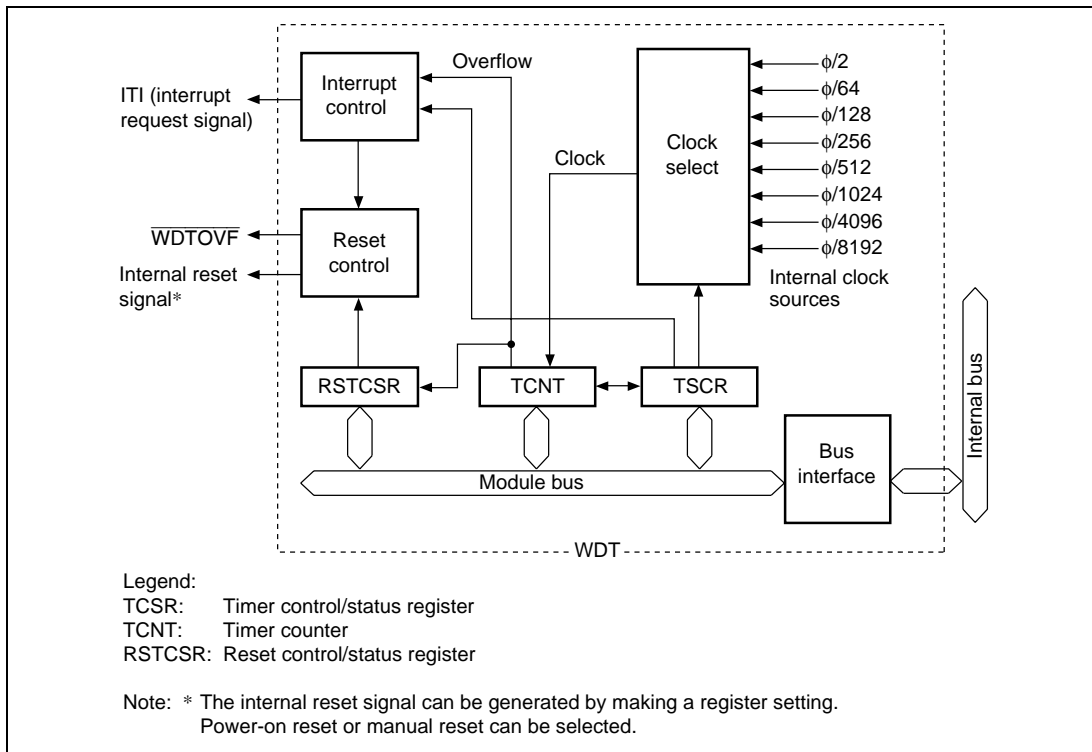 Overflow
Interrupt
control
ITI (interrupt
request signal)
Reset
control
WDTOVF
Internal reset
signal*
Clock
Clock
select
ϕ/2
ϕ/64
ϕ/128
ϕ/256
ϕ/512
ϕ/1024
ϕ/4096
ϕ/8192
Internal clock
sources
RSTCSR
TCNT
TSCR
Module bus
Bus
interface
Internal bus
WDT
Legend:
TCSR: Timer control/status register
TCNT: Timer counter
RSTCSR: Reset control/status register
Note: * The internal reset signal can be generated by making a register setting.
Power-on reset or manual reset can be selected.